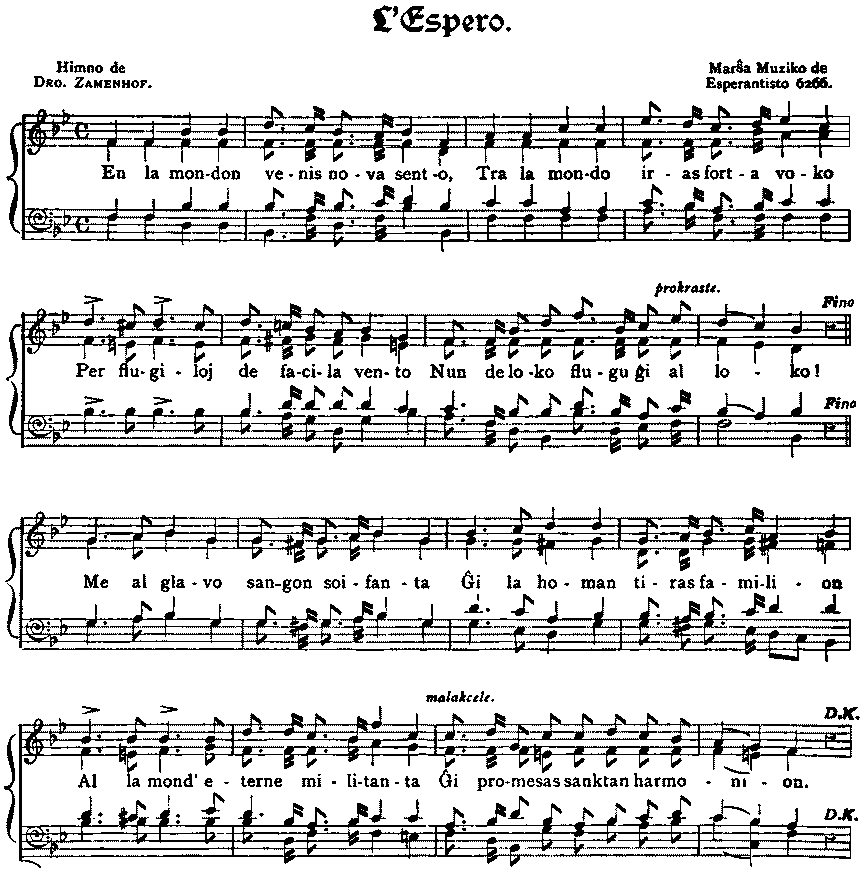 L'Espero.
Himno de
DRO. ZAMENHOF.
Marŝa Muziko de
Esperantisto 6266.
En la mon-don ve-nis no-va sent-o, Tra la mon-do ir-as fort-a vo-ko
prokraste.
Fino
Per flu-gi-loj de fa-ci-la ven-to Nun de lo-ko flu-gu ĝi al lo-ko!
Fino
Me al gla-vo san-gon soi-fan-ta Ĝi la ho-man ti-ras fa-mi-li-on
malakcele.
D.K.
Al la mond' e-terne mi-li-tan-ta Ĝi pro-mesas sanktan harmo-ni-on.
D.K.